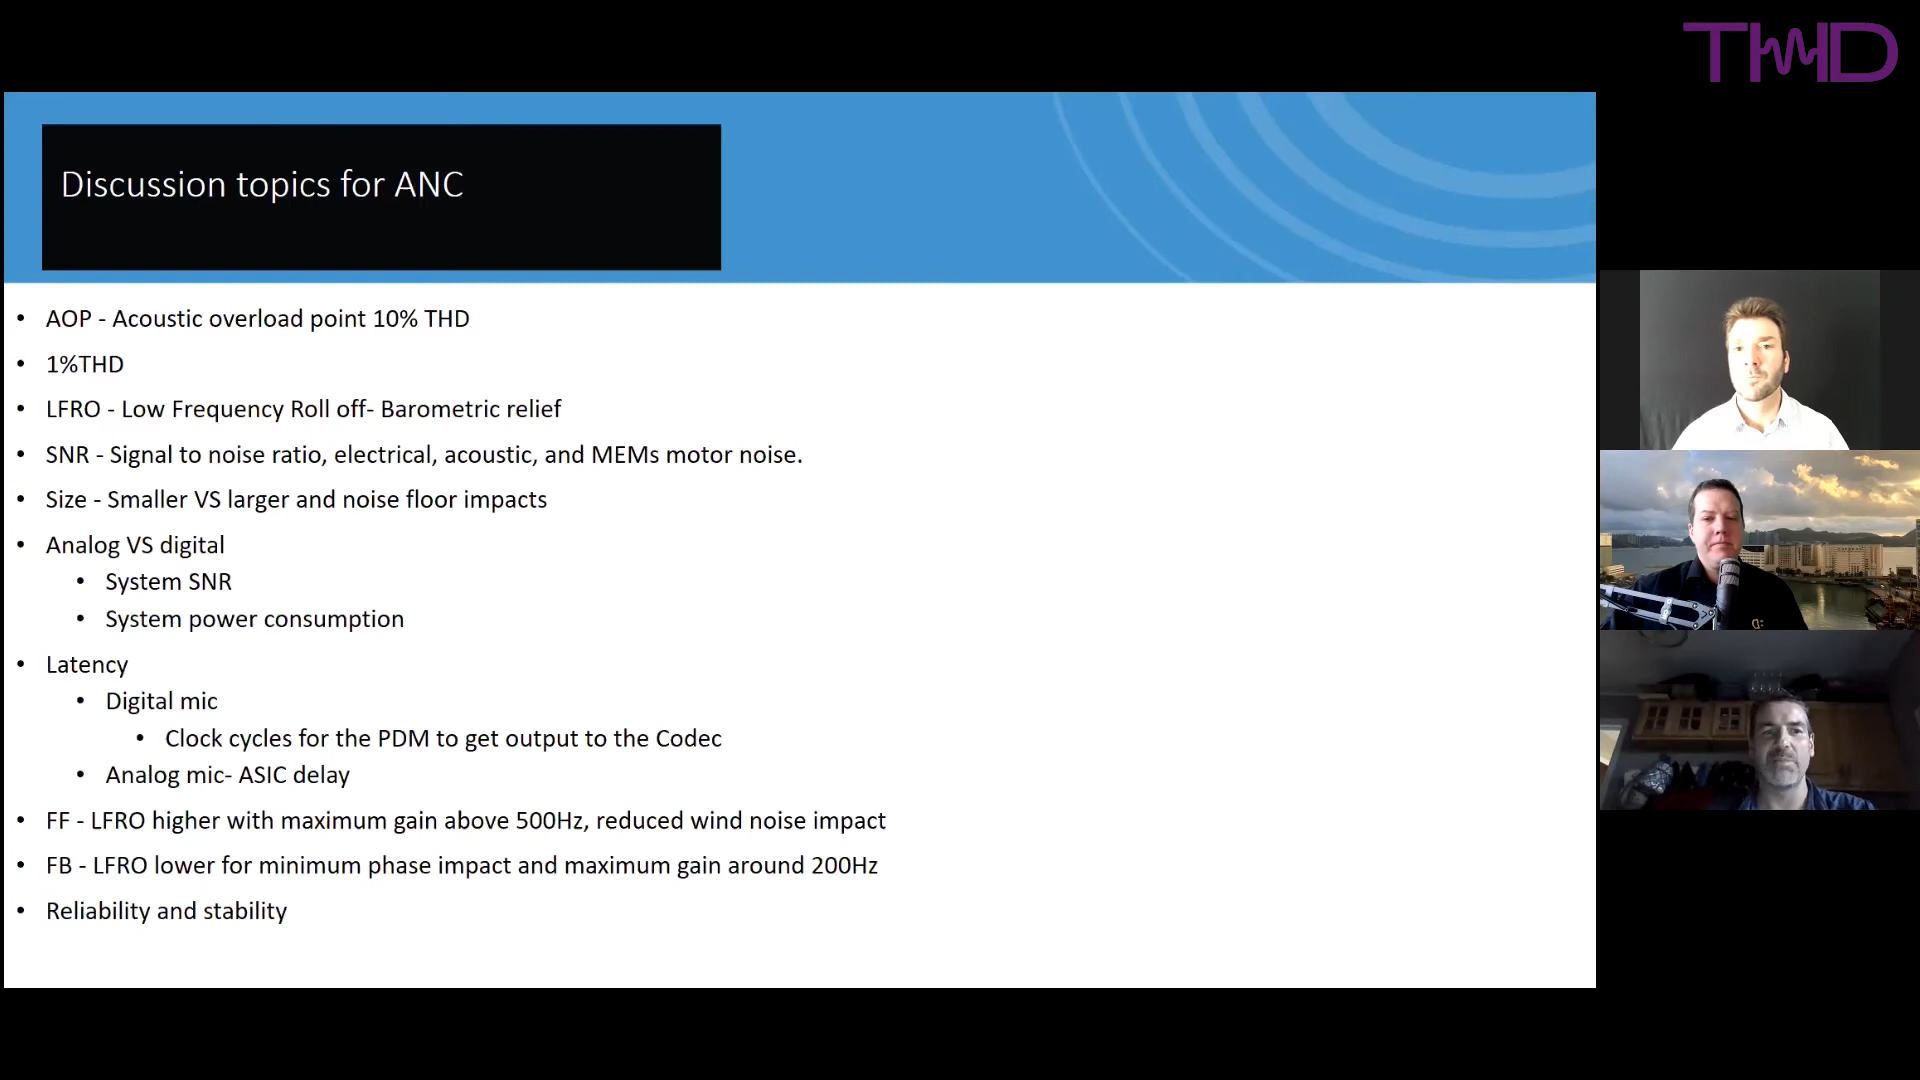 THD
Discussion topics for ANC
• AOP - Acoustic overload point 10% THD
• 1%THD
• LFRO - Low Frequency Roll off- Barometric relief
• SNR - Signal to noise ratio, electrical, acoustic, and MEMs motor noise.
• Size - Smaller VS larger and noise floor impacts
• Analog VS digital
• System SNR
• System power consumption
• Latency
• Digital mic
• Clock cycles for the PDM to get output to the Codec
• Analog mic- ASIC delay
• FF - LFRO higher with maximum gain above 500Hz, reduced wind noise impact
• FB - LFRO lower for minimum phase impact and maximum gain around 200Hz
• Reliability and stability